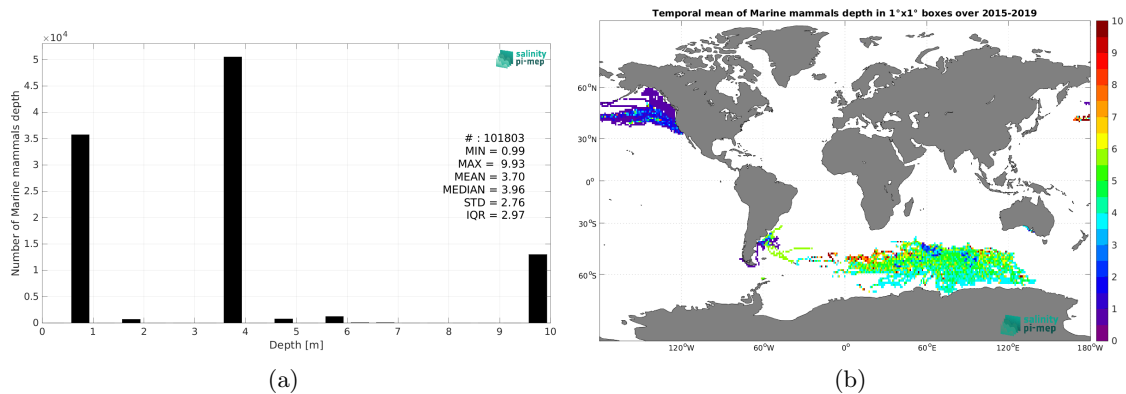 ×10⁴
5
4.5
4
3.5
3
2.5
2
1.5
1
0.5
0
Number of Marine mammals depth
salinity
pi-mep
# : 101803
MIN = 0.99
MAX = 9.93
MEAN = 3.70
MEDIAN = 3.96
STD = 2.76
IQR = 2.97
0 1 2 3 4 5 6 7 8 9 10
Depth [m]
(a)
Temporal mean of Marine mammals depth in 1°x1° boxes over 2015-2019
60°N
30°N
0°
30°S
60°S
120°W 60°W 0° 60°E 120°E 180°W
salinity
pi-mep
10
9
8
7
6
5
4
3
2
1
0
(b)